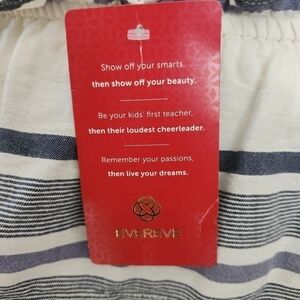 Show off your smarts,
then show off your beauty.
Be your kids' first teacher,
then their loudest cheerleader.
Remember your passions,
then live your dreams.
EVEREVE